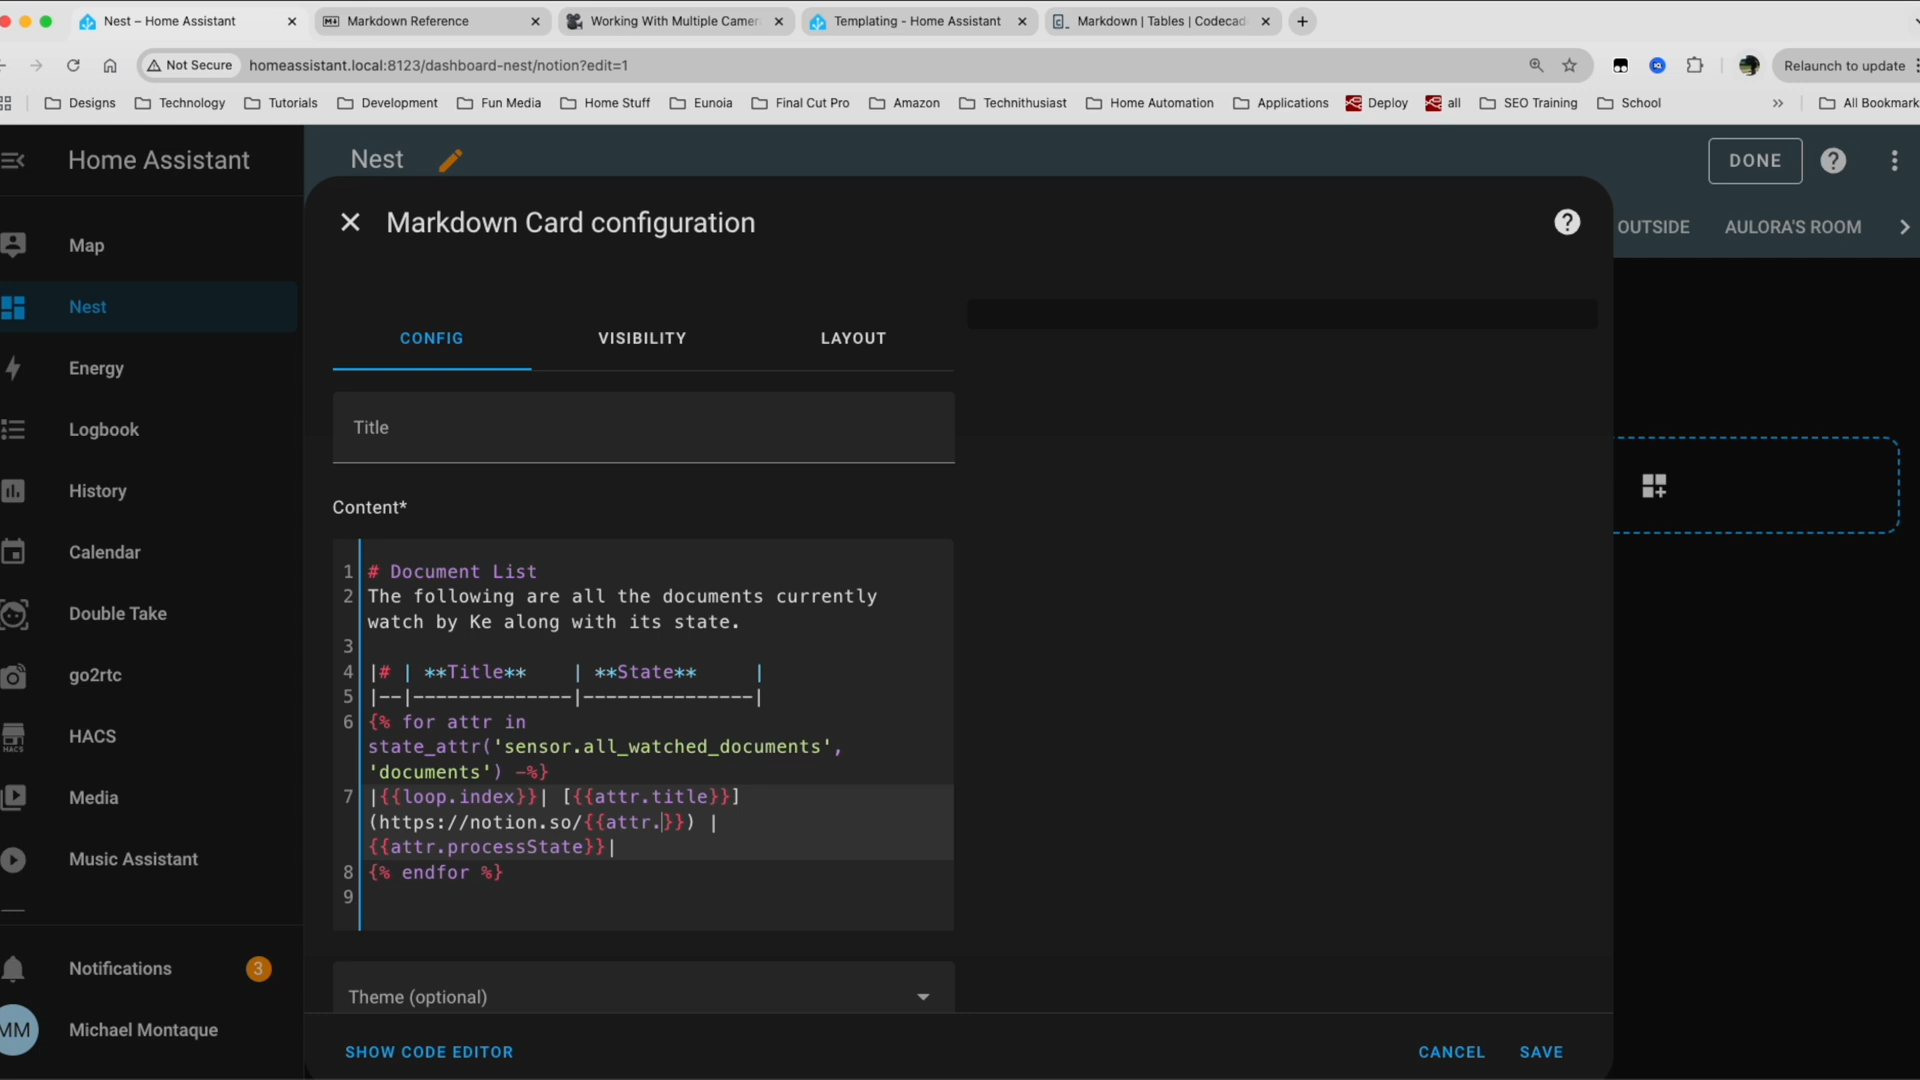 Nest – Home Assistant
Markdown Reference
Working With Multiple Camer
Templating - Home Assistant
Markdown | Tables | Codecad
Not Secure
homeassistant.local:8123/dashboard-nest/notion?edit=1
Relaunch to update
Designs
Technology
Tutorials
Development
Fun Media
Home Stuff
Eunoia
Final Cut Pro
Amazon
Technithusiast
Home Automation
Applications
Deploy
all
SEO Training
School
»
All Bookmark
Home Assistant
Nest
DONE
Markdown Card configuration
OUTSIDE
AULORA'S ROOM
Map
Nest
Energy
Logbook
History
Calendar
Double Take
go2rtc
HACS
HACS
Media
Music Assistant
Notifications
3
MM
Michael Montaque
CONFIG
VISIBILITY
LAYOUT
Title
Content*
1 # Document List
2 The following are all the documents currently
watch by Ke along with its state.
3
4 |# | **Title**    | **State**     |
5 |--|--------------|---------------|
6 {% for attr in
state_attr('sensor.all_watched_documents',
'documents') -%}
7 |{{loop.index}}| [{{attr.title}}]
(https://notion.so/{{attr.}}) |
{{attr.processState}}|
8 {% endfor %}
9
Theme (optional)
SHOW CODE EDITOR
CANCEL
SAVE